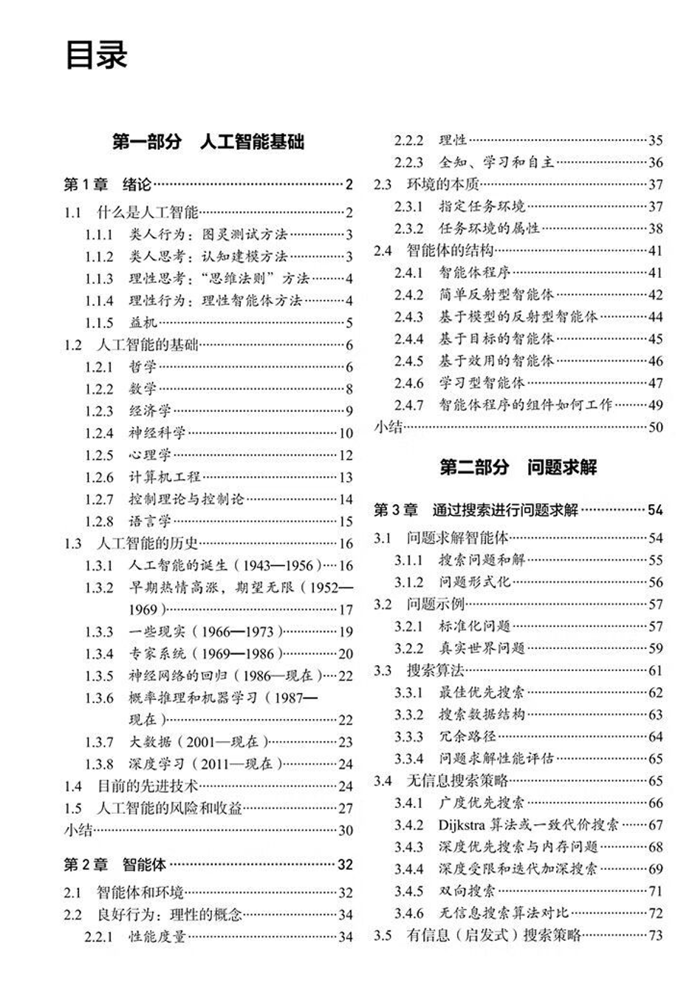 目录
第一部分 人工智能基础
第 1 章 绪论……2
1.1 什么是人工智能……2
1.1.1 类人行为：图灵测试方法……3
1.1.2 类人思考：认知建模方法……3
1.1.3 理性思考：“思维法则”方法……4
1.1.4 理性行为：理性智能体方法……4
1.1.5 益机……5
1.2 人工智能的基础……6
1.2.1 哲学……6
1.2.2 数学……8
1.2.3 经济学……9
1.2.4 神经科学……10
1.2.5 心理学……12
1.2.6 计算机工程……13
1.2.7 控制理论与控制论……14
1.2.8 语言学……15
1.3 人工智能的历史……16
1.3.1 人工智能的诞生（1943—1956）……16
1.3.2 早期热情高涨，期望无限（1952—
1969）……17
1.3.3 一些现实（1966—1973）……19
1.3.4 专家系统（1969—1986）……20
1.3.5 神经网络的回归（1986—现在）……22
1.3.6 概率推理和机器学习（1987—
现在）……22
1.3.7 大数据（2001—现在）……23
1.3.8 深度学习（2011—现在）……24
1.4 目前的先进技术……24
1.5 人工智能的风险和收益……27
小结……30
第 2 章 智能体……32
2.1 智能体和环境……32
2.2 良好行为：理性的概念……34
2.2.1 性能度量……34
2.2.2 理性……35
2.2.3 全知、学习和自主……36
2.3 环境的本质……37
2.3.1 指定任务环境……37
2.3.2 任务环境的属性……38
2.4 智能体的结构……41
2.4.1 智能体程序……41
2.4.2 简单反射型智能体……42
2.4.3 基于模型的反射型智能体……44
2.4.4 基于目标的智能体……45
2.4.5 基于效用的智能体……46
2.4.6 学习型智能体……47
2.4.7 智能体程序的组件如何工作……49
小结……50
第二部分 问题求解
第 3 章 通过搜索进行问题求解……54
3.1 问题求解智能体……54
3.1.1 搜索问题和解……55
3.1.2 问题形式化……56
3.2 问题示例……57
3.2.1 标准化问题……57
3.2.2 真实世界问题……59
3.3 搜索算法……61
3.3.1 最佳优先搜索……62
3.3.2 搜索数据结构……63
3.3.3 冗余路径……64
3.3.4 问题求解性能评估……65
3.4 无信息搜索策略……65
3.4.1 广度优先搜索……66
3.4.2 Dijkstra 算法或一致代价搜索……67
3.4.3 深度优先搜索与内存问题……68
3.4.4 深度受限和迭代加深搜索……69
3.4.5 双向搜索……71
3.4.6 无信息搜索算法对比……72
3.5 有信息（启发式）搜索策略……73